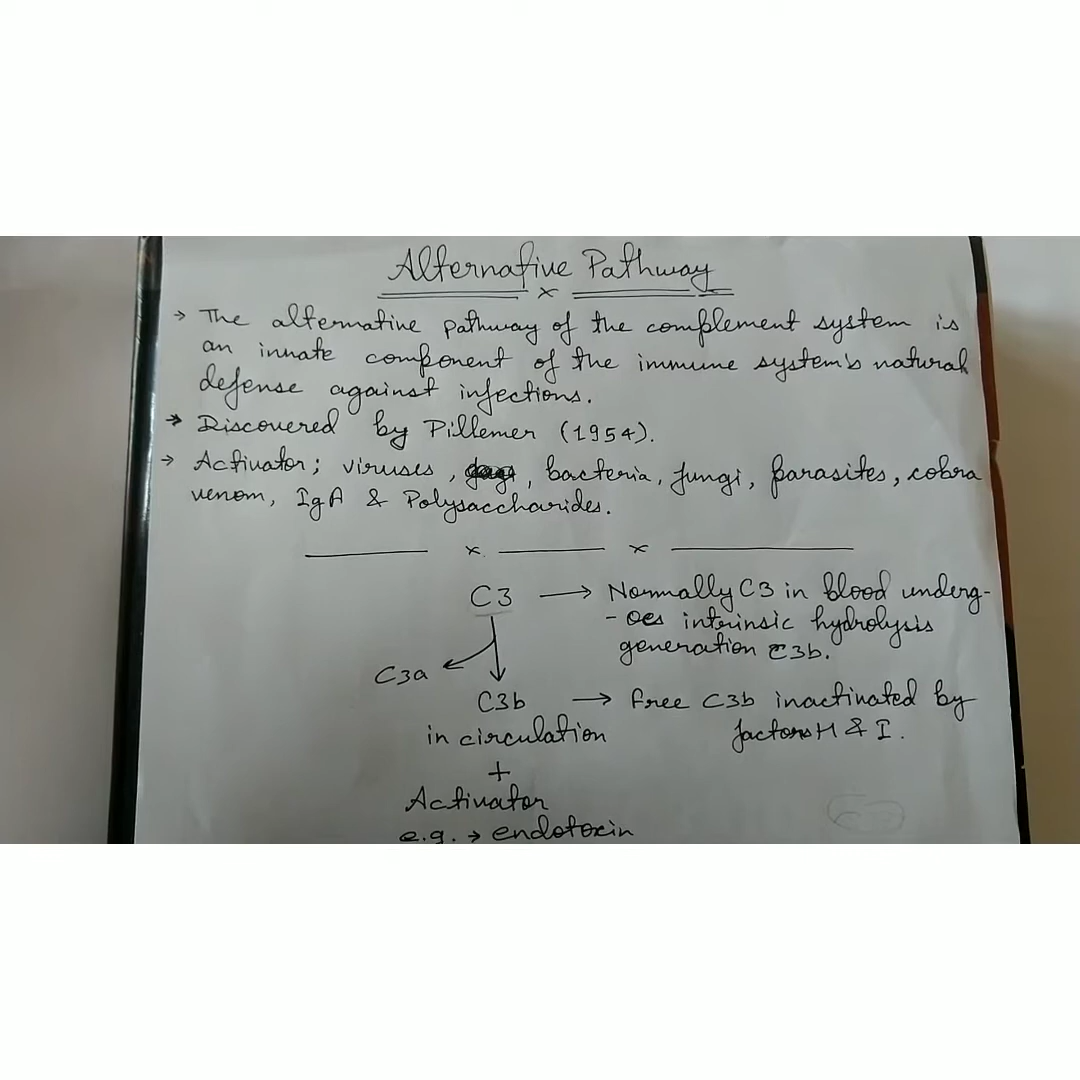 Alternative Pathway
x
→ The alternative pathway of the complement system is
an innate component of the immune system's natural
defense against infections.
→ Discovered by Pillemer (1954).
→ Activator; viruses, , bacteria, fungi, parasites, cobra
venom, IgA & Polysaccharides.
x x
C3 → Normally C3 in blood underg-
- oes intrinsic hydrolysis
generation C3b.
C3a
C3b → free C3b inactivated by
in circulation factors H & I.
+
Activator
e.g. → endotoxin